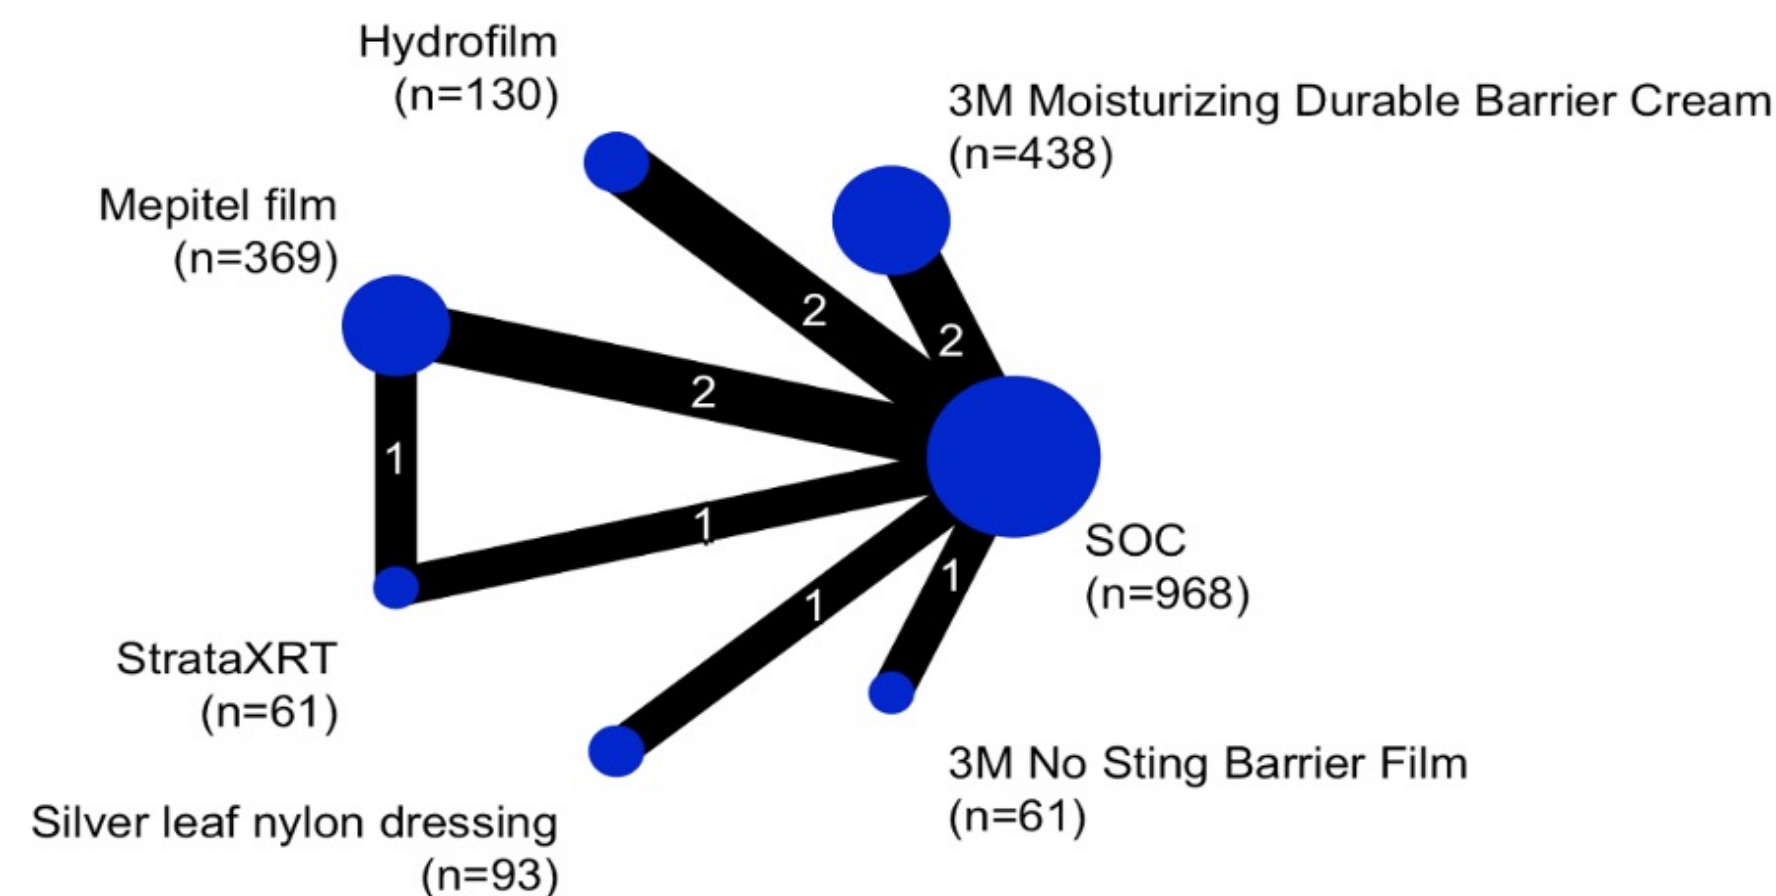 Hydrofilm
(n=130)
3M Moisturizing Durable Barrier Cream
(n=438)
Mepitel film
(n=369)
2
2
2
1
1
SOC
(n=968)
1
1
StrataXRT
(n=61)
3M No Sting Barrier Film
(n=61)
Silver leaf nylon dressing
(n=93)